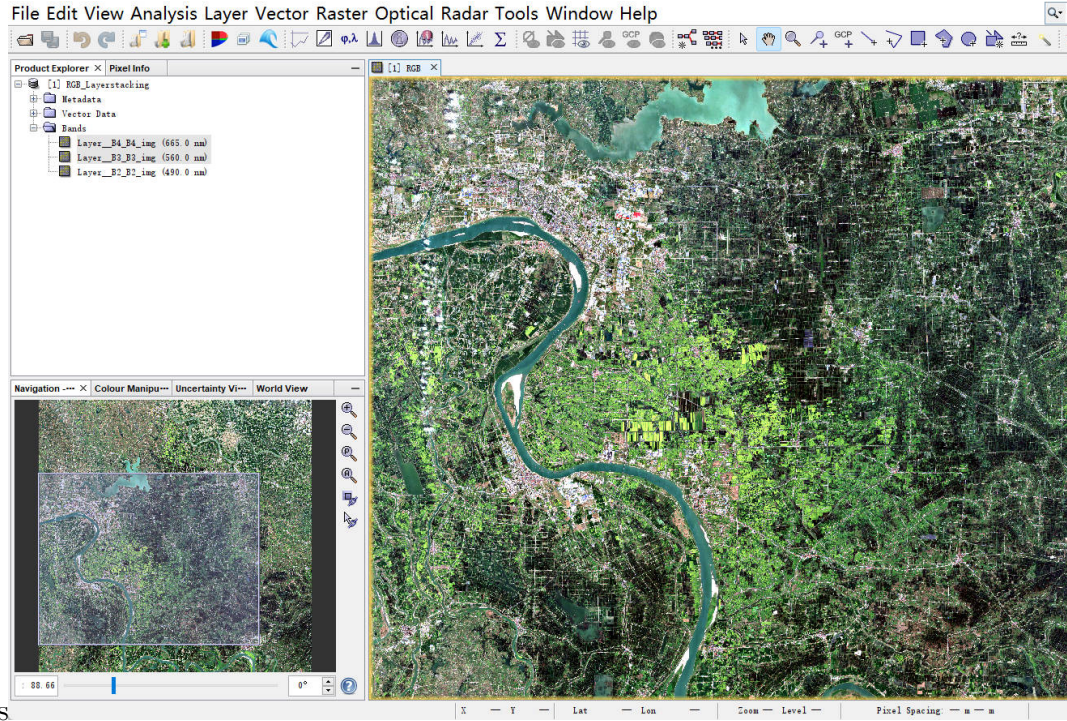 File Edit View Analysis Layer Vector Raster Optical Radar Tools Window Help
φ,λ Σ GCP GCP
Product Explorer × Pixel Info
[1] RGB ×
[1] RGB_Layerstacking
Metadata
Vector Data
Bands
Layer__B4_B4_img (665.0 nm)
Layer__B3_B3_img (560.0 nm)
Layer__B2_B2_img (490.0 nm)
Navigation -··· × Colour Manipu··· Uncertainty Vi··· World View
: 88.66 0°
X — Y — Lat — Lon — Zoom — Level — Pixel Spacing: — m — m
s